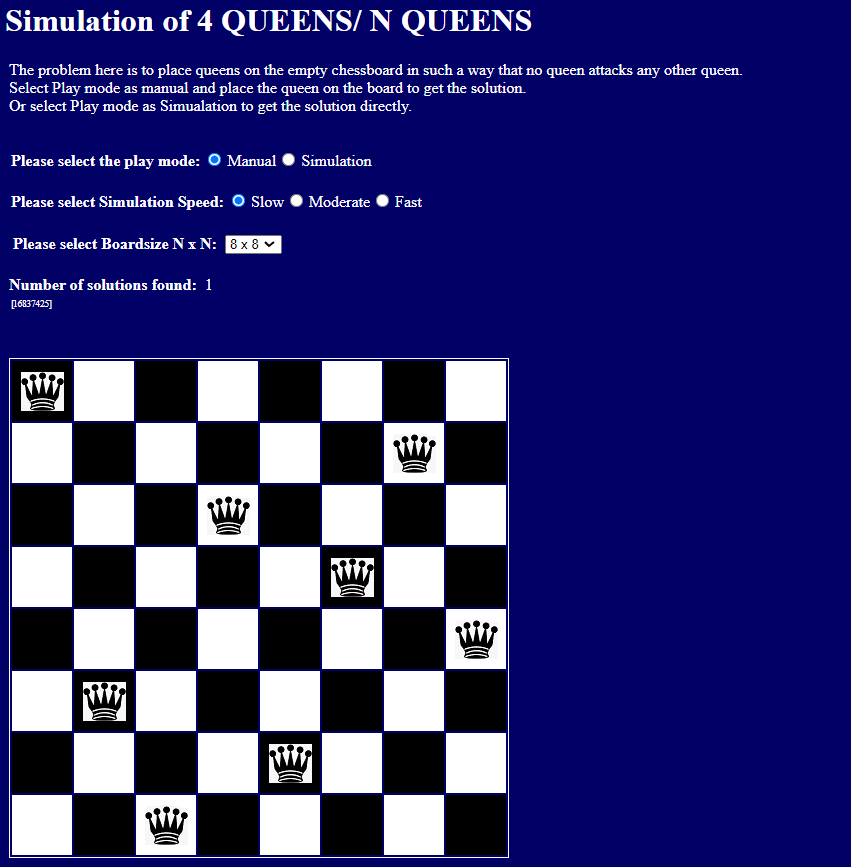 Simulation of 4 QUEENS/ N QUEENS
The problem here is to place queens on the empty chessboard in such a way that no queen attacks any other queen.
Select Play mode as manual and place the queen on the board to get the solution.
Or select Play mode as Simualation to get the solution directly.
Please select the play mode: Manual Simulation
Please select Simulation Speed: Slow Moderate Fast
Please select Boardsize N x N: 8 x 8
Number of solutions found: 1
[16837425]